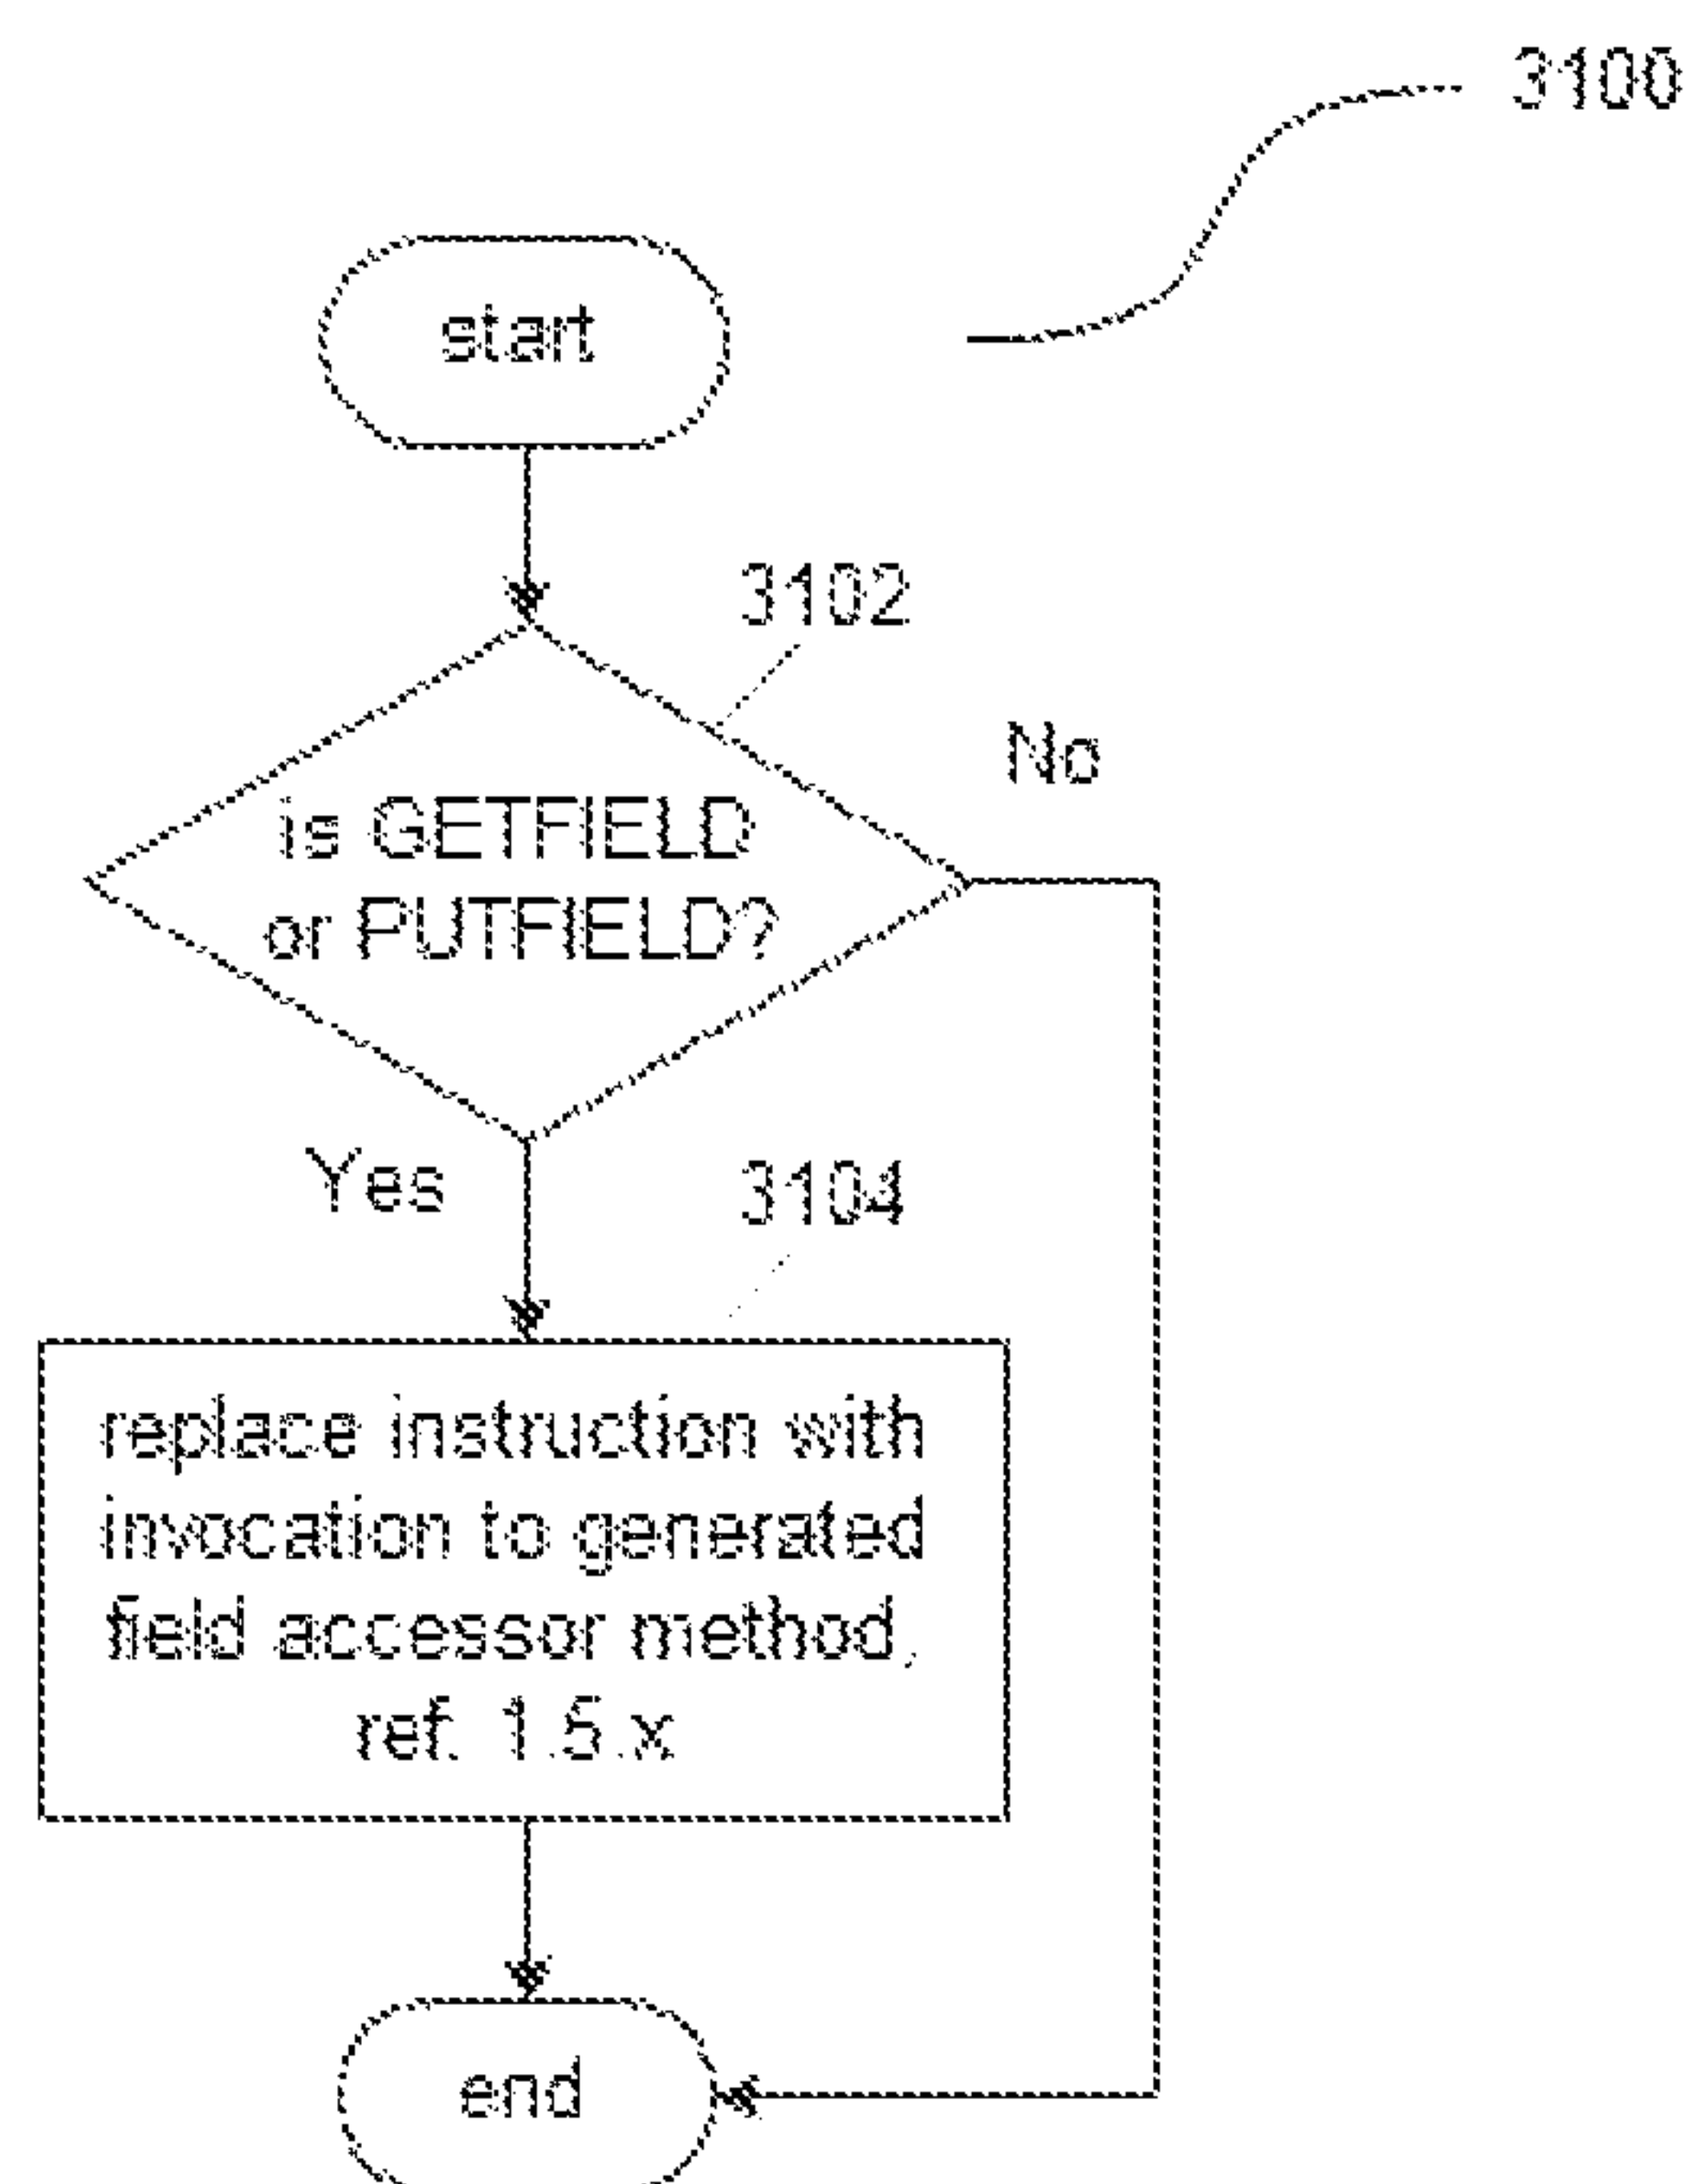 3100
start
3102
No
is GETFIELD
or PUTFIELD?
Yes
3104
replace instruction with
invocation to generated
field accessor method,
ref. 1.5.x
end